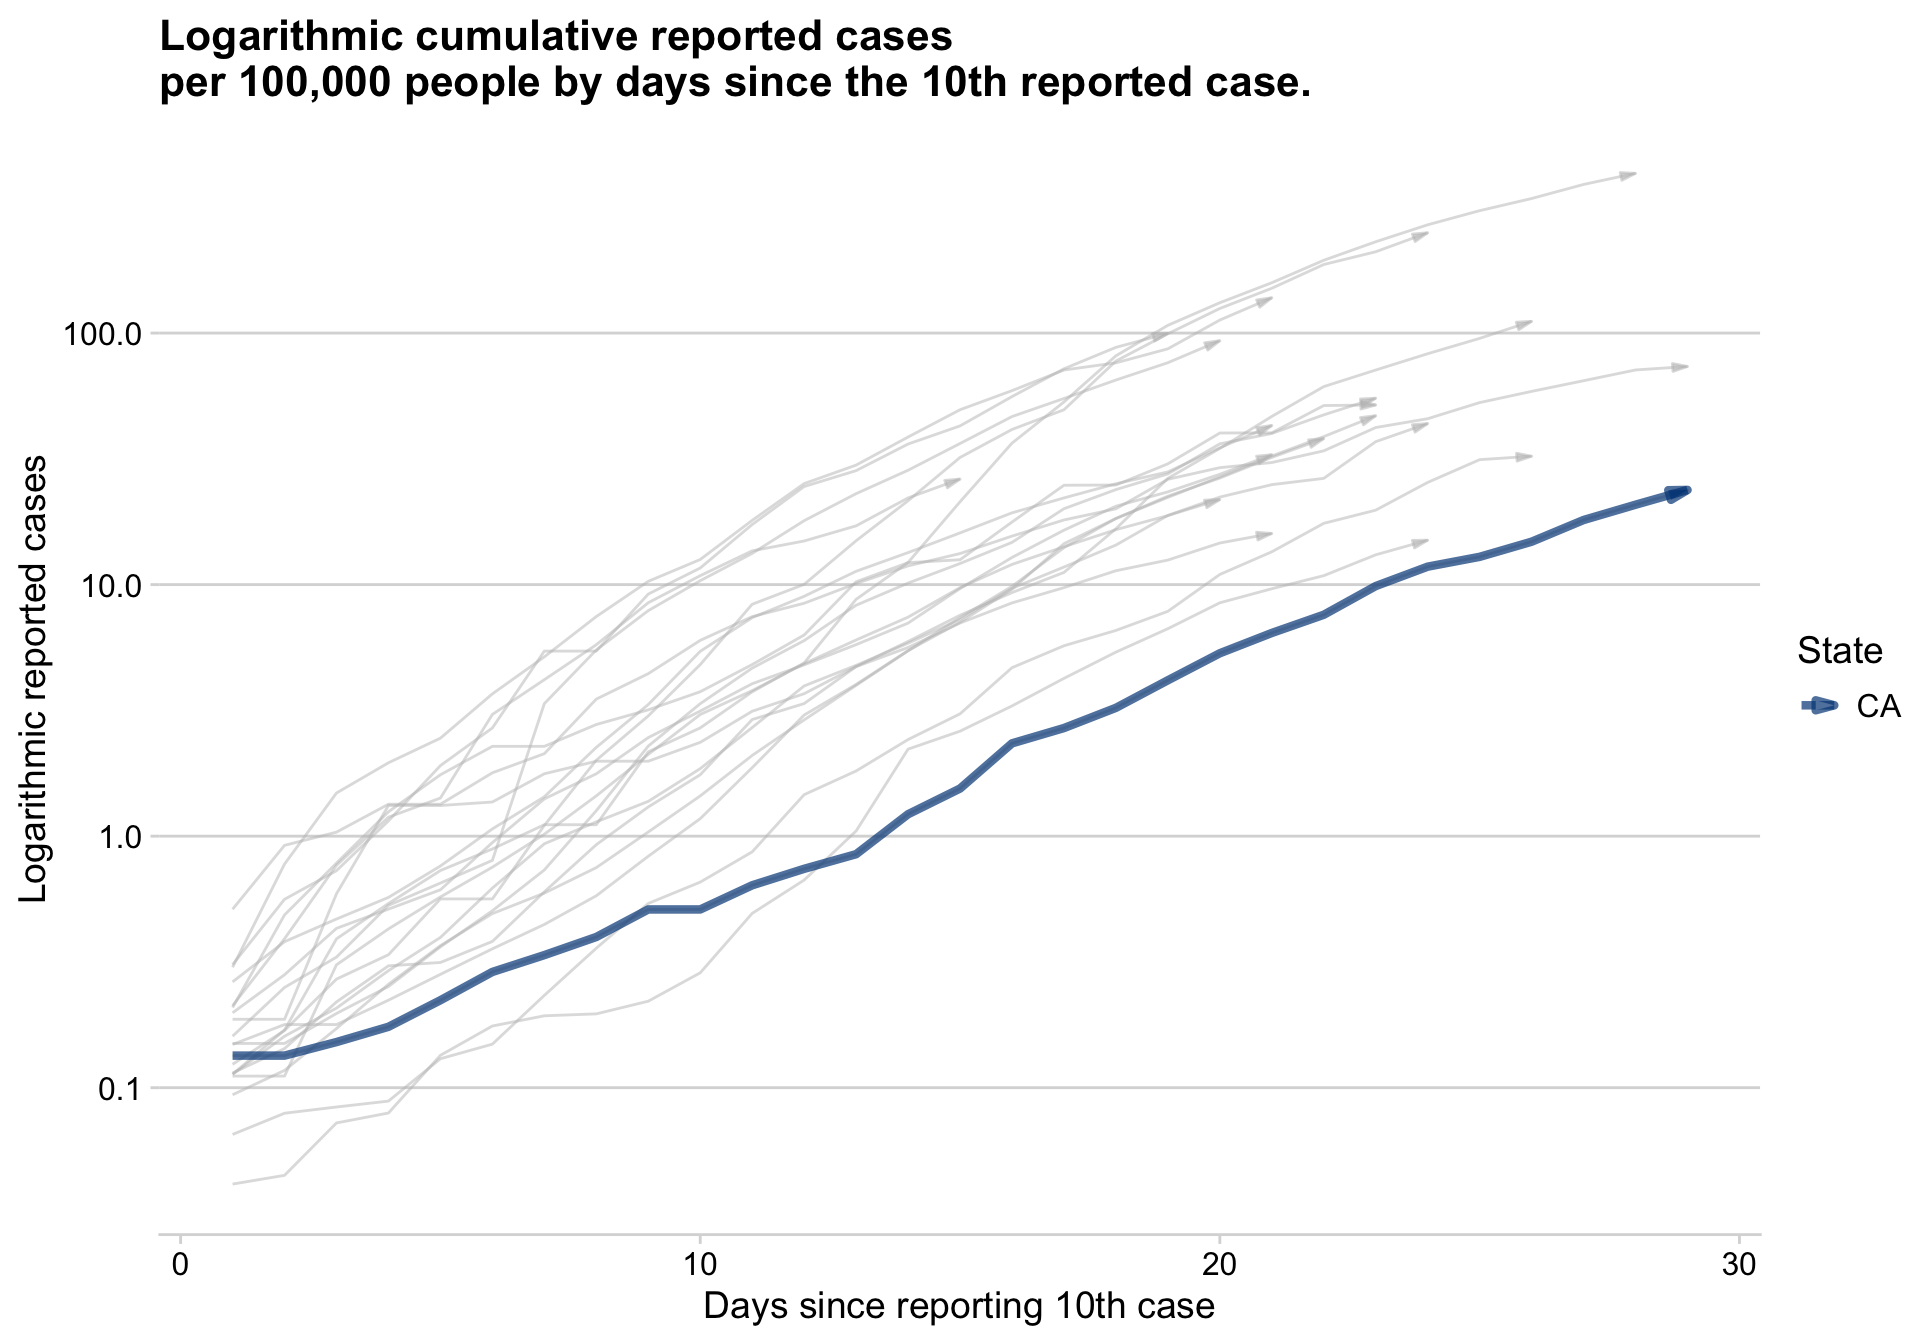 Logarithmic cumulative reported cases
per 100,000 people by days since the 10th reported case.
Logarithmic reported cases
100.0
10.0
1.0
0.1
0
10
20
30
Days since reporting 10th case
State
CA